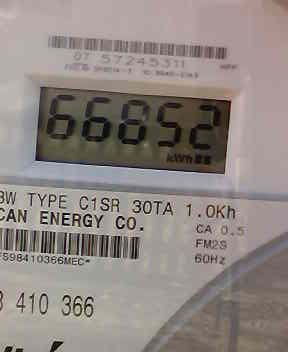 07 57245311
66852
kWh
3W TYPE C1SR 30TA 1.0Kh
CAN ENERGY CO. CA 0.5
FM2S
60Hz
410 366